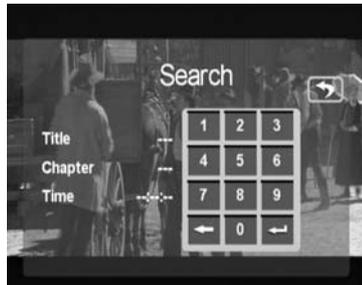 Search
1 2 3
Title --
4 5 6
Chapter --
Time --:--:--
7 8 9
0